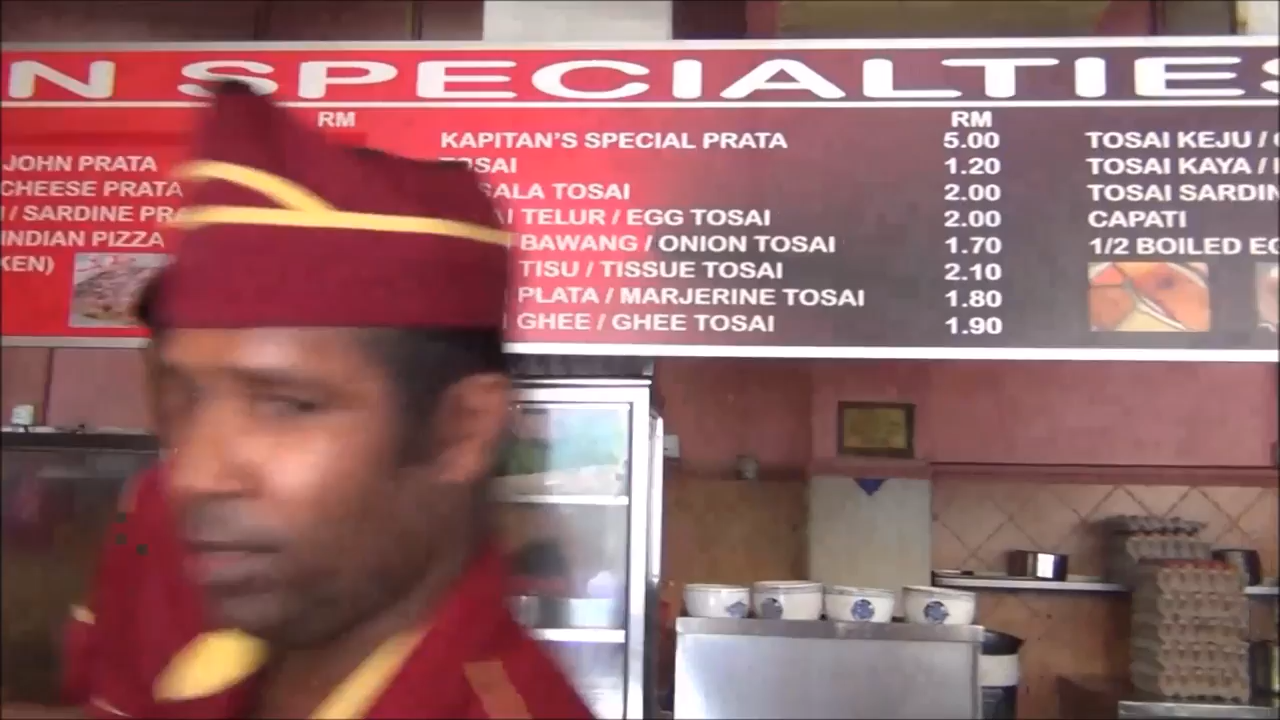 N SPECIALTIES
RM
JOHN PRATA
CHEESE PRATA
/ SARDINE
INDIAN PIZZA
KEN)
RM
KAPITAN'S SPECIAL PRATA 5.00
TOSAI 1.20
SALA TOSAI 2.00
TELUR / EGG TOSAI 2.00
BAWANG / ONION TOSAI 1.70
TISU / TISSUE TOSAI 2.10
PLATA / MARJERINE TOSAI 1.80
GHEE / GHEE TOSAI 1.90
TOSAI KEJU /
TOSAI KAYA /
TOSAI SARDIN
CAPATI
1/2 BOILED